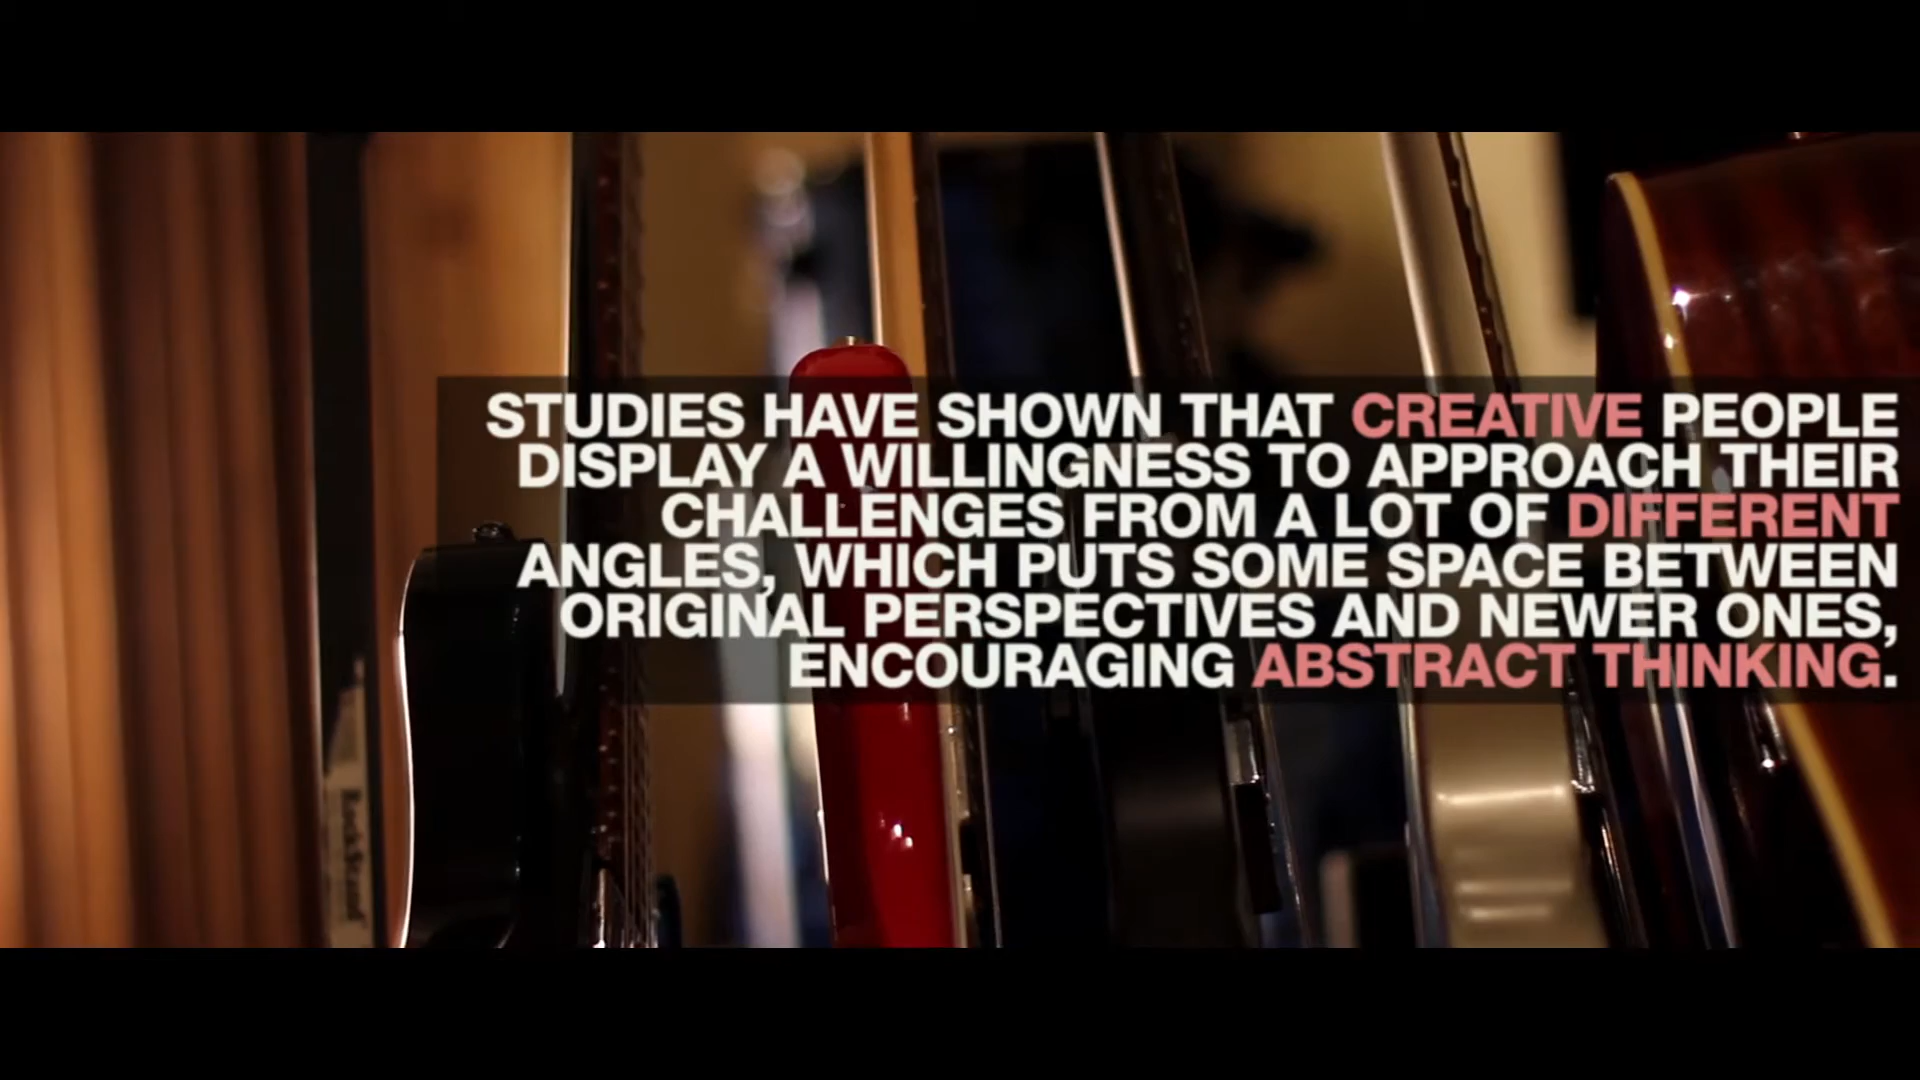 STUDIES HAVE SHOWN THAT CREATIVE PEOPLE
DISPLAY A WILLINGNESS TO APPROACH THEIR
CHALLENGES FROM A LOT OF DIFFERENT
ANGLES, WHICH PUTS SOME SPACE BETWEEN
ORIGINAL PERSPECTIVES AND NEWER ONES,
ENCOURAGING ABSTRACT THINKING.
RockStand